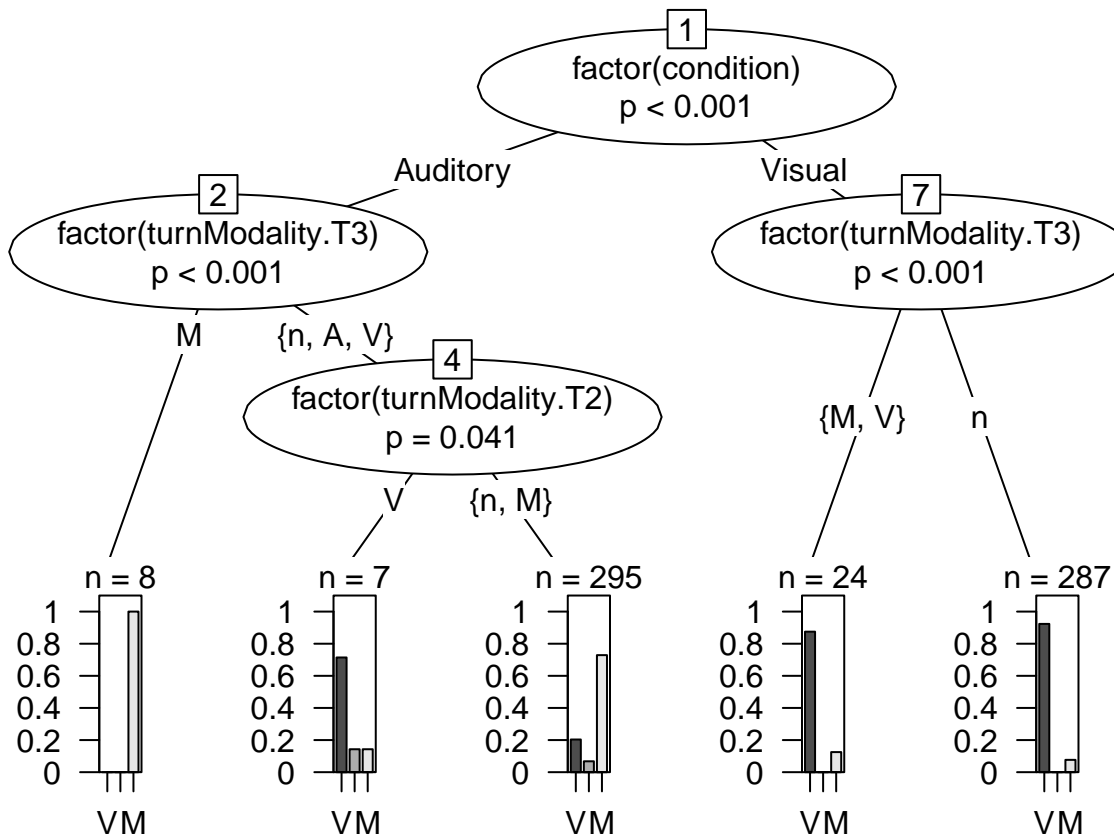 1
factor(condition)
p < 0.001
Auditory
Visual
2
factor(turnModality.T3)
p < 0.001
7
factor(turnModality.T3)
p < 0.001
M
{n, A, V}
4
factor(turnModality.T2)
p = 0.041
{M, V}
n
V
{n, M}
n = 8
1
0.8
0.6
0.4
0.2
0
VM
n = 7
1
0.8
0.6
0.4
0.2
0
VM
n = 295
1
0.8
0.6
0.4
0.2
0
VM
n = 24
1
0.8
0.6
0.4
0.2
0
VM
n = 287
1
0.8
0.6
0.4
0.2
0
VM